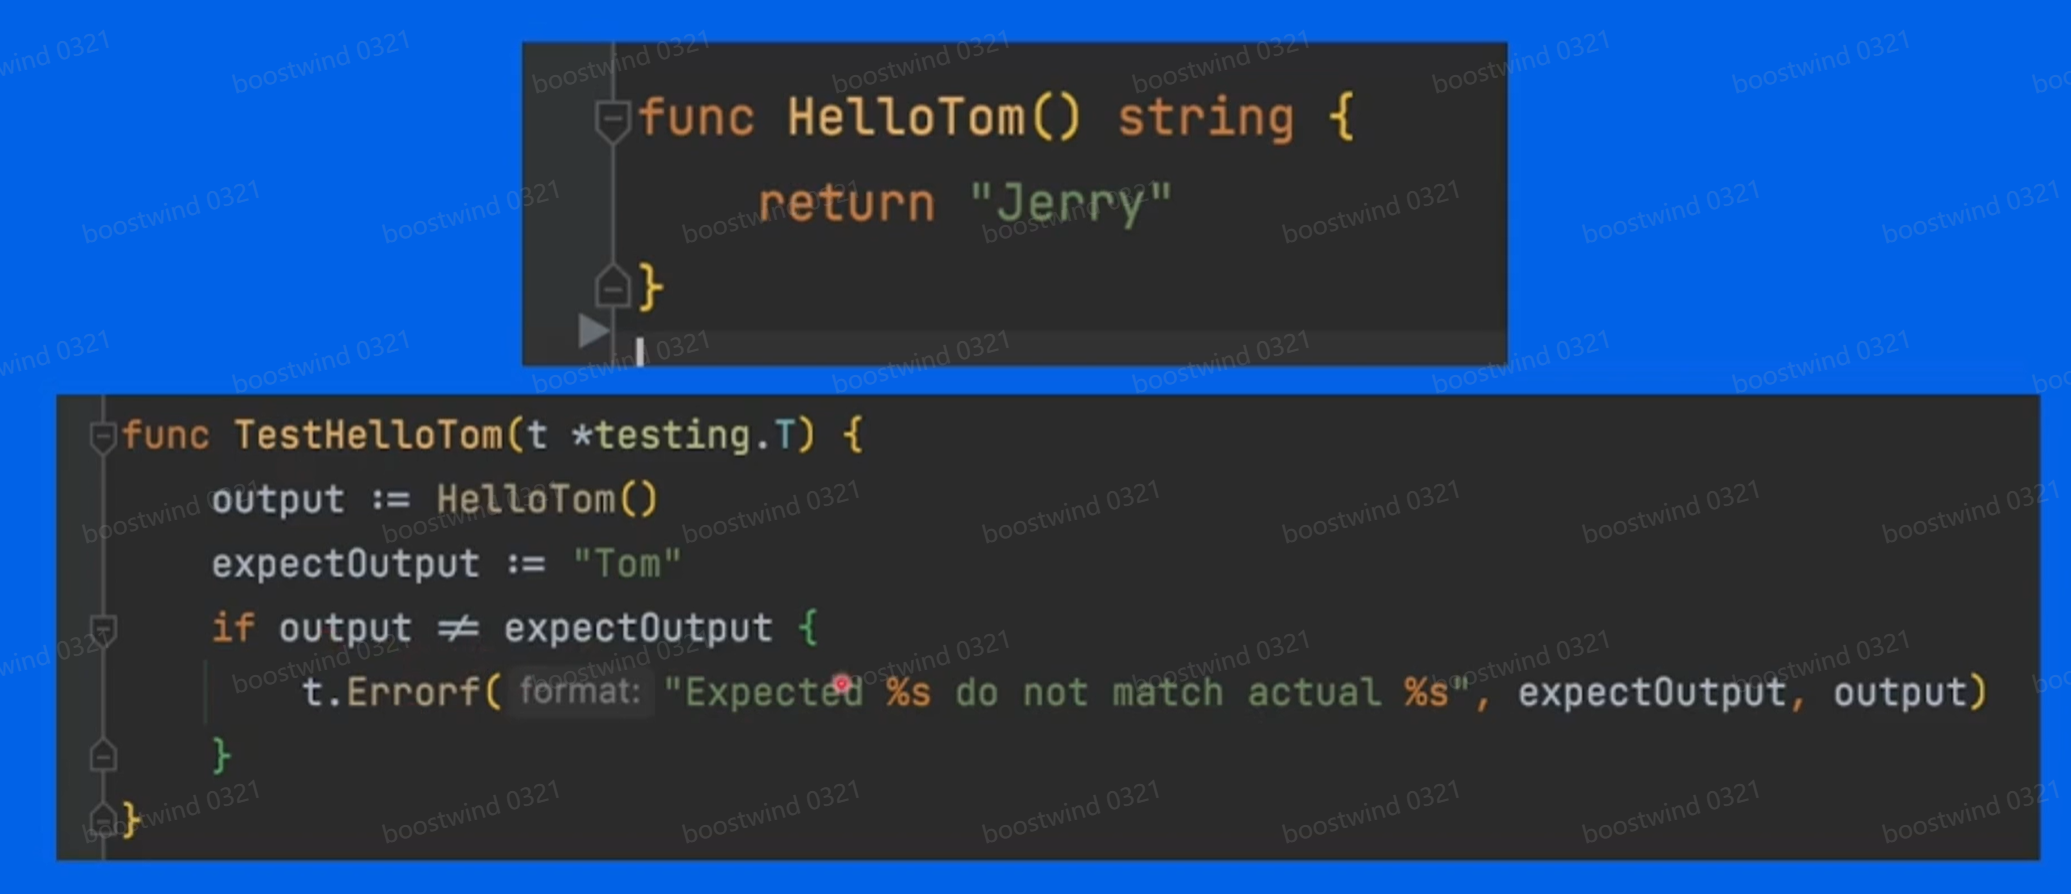 func HelloTom() string {
return "Jerry"
}
func TestHelloTom(t *testing.T) {
output := HelloTom()
expectOutput := "Tom"
if output ≠ expectOutput {
t.Errorf( format: "Expected %s do not match actual %s", expectOutput, output)
}
}
boostwind 0321